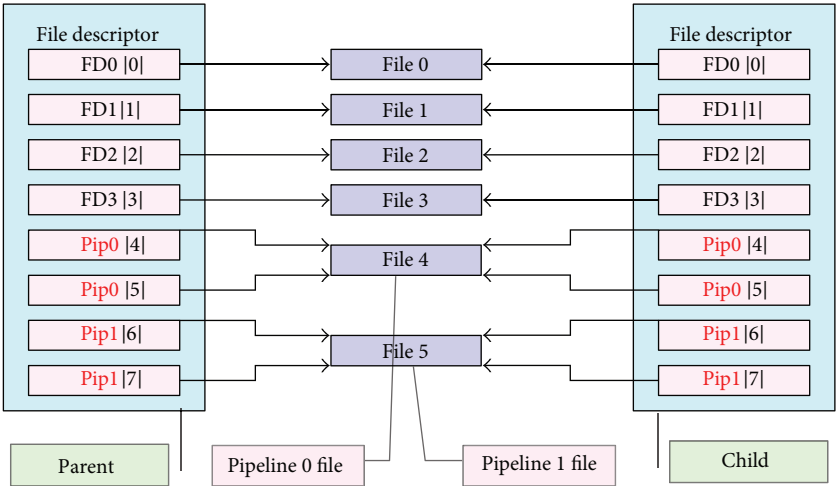 File descriptor File descriptor
FD0 |0| File 0 FD0 |0|
FD1|1| File 1 FD1|1|
FD2 |2| File 2 FD2 |2|
FD3 |3| File 3 FD3 |3|
Pip0 |4| File 4 Pip0 |4|
Pip0 |5| Pip0 |5|
Pip1|6| File 5 Pip1|6|
Pip1|7| Pip1|7|
Parent Pipeline 0 file Pipeline 1 file Child